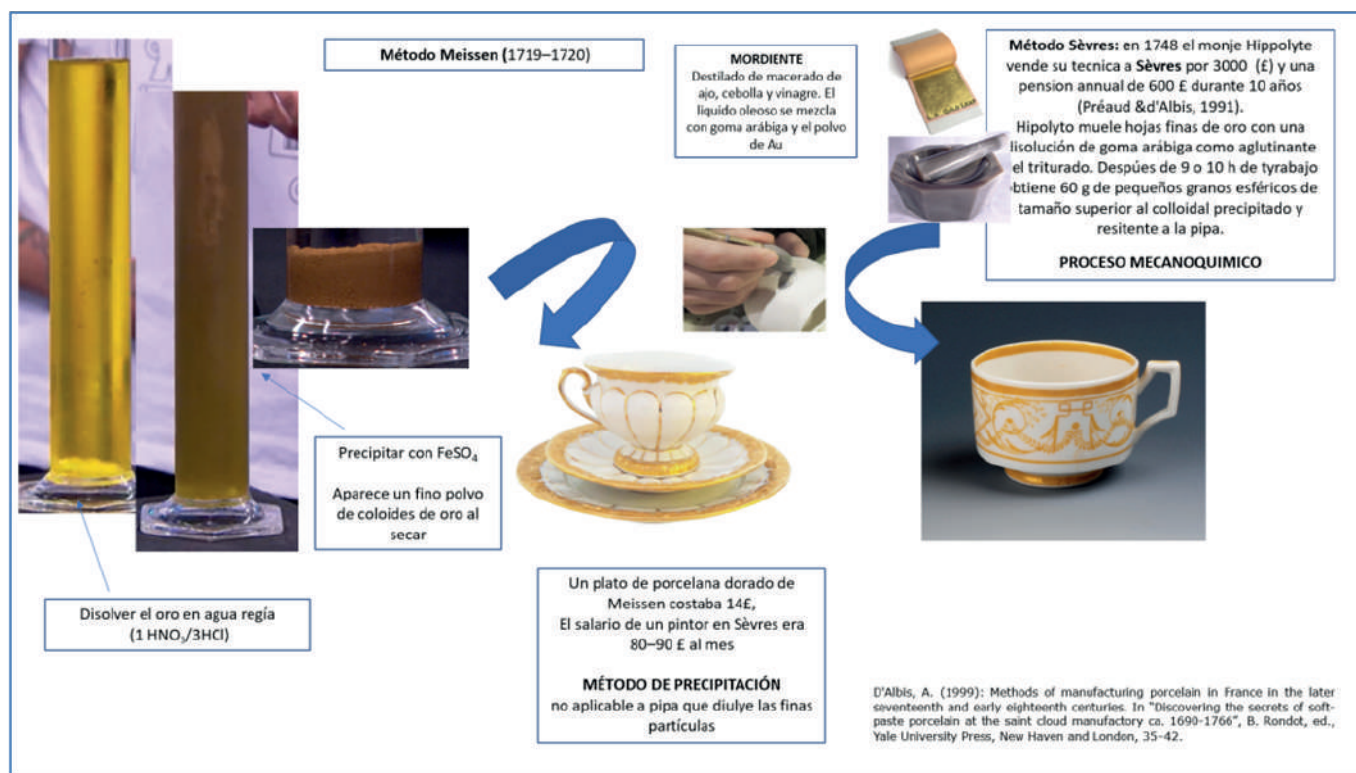 Método Meissen (1719–1720)
MORDIENTE
Destilado de macerado de
ajo, cebolla y vinagre. El
liquido oleoso se mezcla
con goma arábiga y el polvo
de Au
Método Sèvres: en 1748 el monje Hippolyte
vende su tecnica a Sèvres por 3000 (£) y una
pension annual de 600 £ durante 10 años
(Préaud &d'Albis, 1991).
Hipolyto muele hojas finas de oro con una
disolución de goma arábiga como aglutinante
el triturado. Despúes de 9 o 10 h de tyrabajo
btiene 60 g de pequeños granos esféricos de
tamaño superior al colloidal precipitado y
resitente a la pipa.
PROCESO MECANOQUIMICO
Precipitar con FeSO₄
Aparece un fino polvo
de coloides de oro al
secar
Disolver el oro en agua regía
(1 HNO₃/3HCl)
Un plato de porcelana dorado de
Meissen costaba 14£,
El salario de un pintor en Sèvres era
80–90 £ al mes
MÉTODO DE PRECIPITACIÓN
no aplicable a pipa que diulye las finas
partículas
D'Albis, A. (1999): Methods of manufacturing porcelain in France in the later
seventeenth and early eighteenth centuries. In "Discovering the secrets of soft-
paste porcelain at the saint cloud manufactory ca. 1690-1766", B. Rondot, ed.,
Yale University Press, New Haven and London, 35-42.